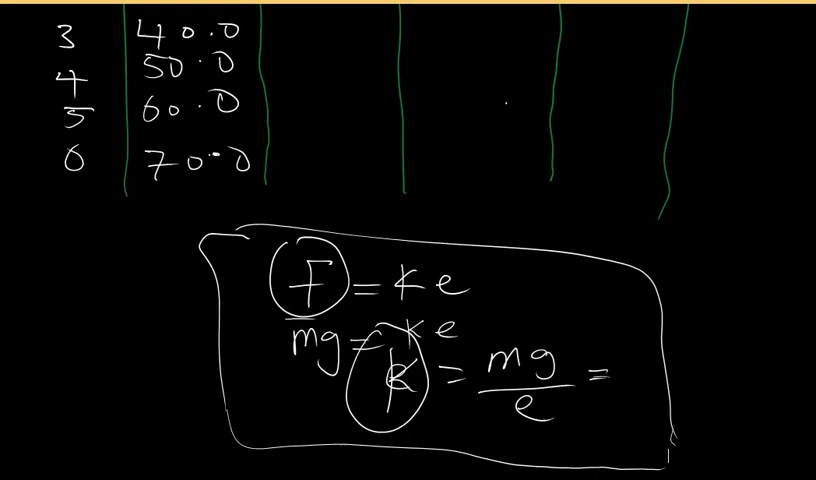 3 40.0
4 50.0
5 60.0
6 70.0
F = Ke
mg = Ke
K = mg/e =